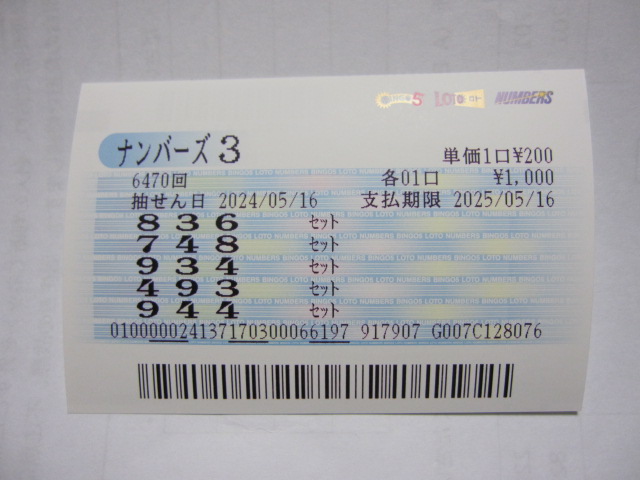 BINGO5 LOTO ロト NUMBERS
ナンバーズ3 単価1口¥200
6470回 各01口 ¥1,000
抽せん日 2024/05/16 支払期限 2025/05/16
836 セット
748 セット
934 セット
493 セット
944 セット
010000024137170300066197 917907 G007C128076